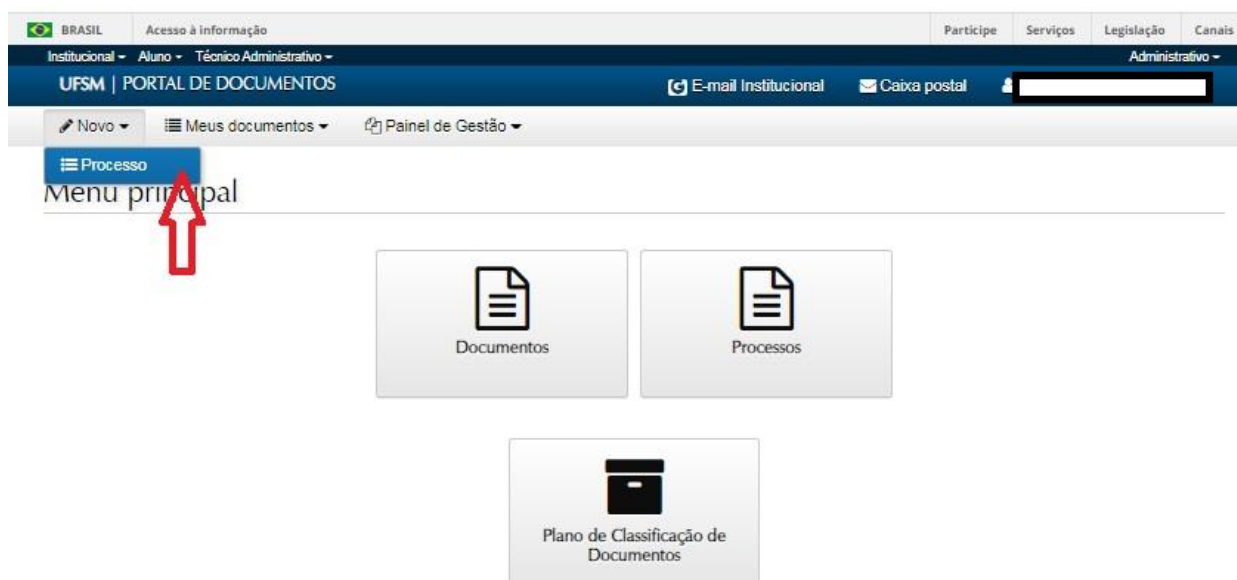 BRASIL Acesso à informação Participe Serviços Legislação Canais
Institucional Aluno Técnico Administrativo Administrativo
UFSM | PORTAL DE DOCUMENTOS E-mail Institucional Caixa postal
Novo Meus documentos Painel de Gestão
Processo
Menu principal
Documentos Processos
Plano de Classificação de
Documentos